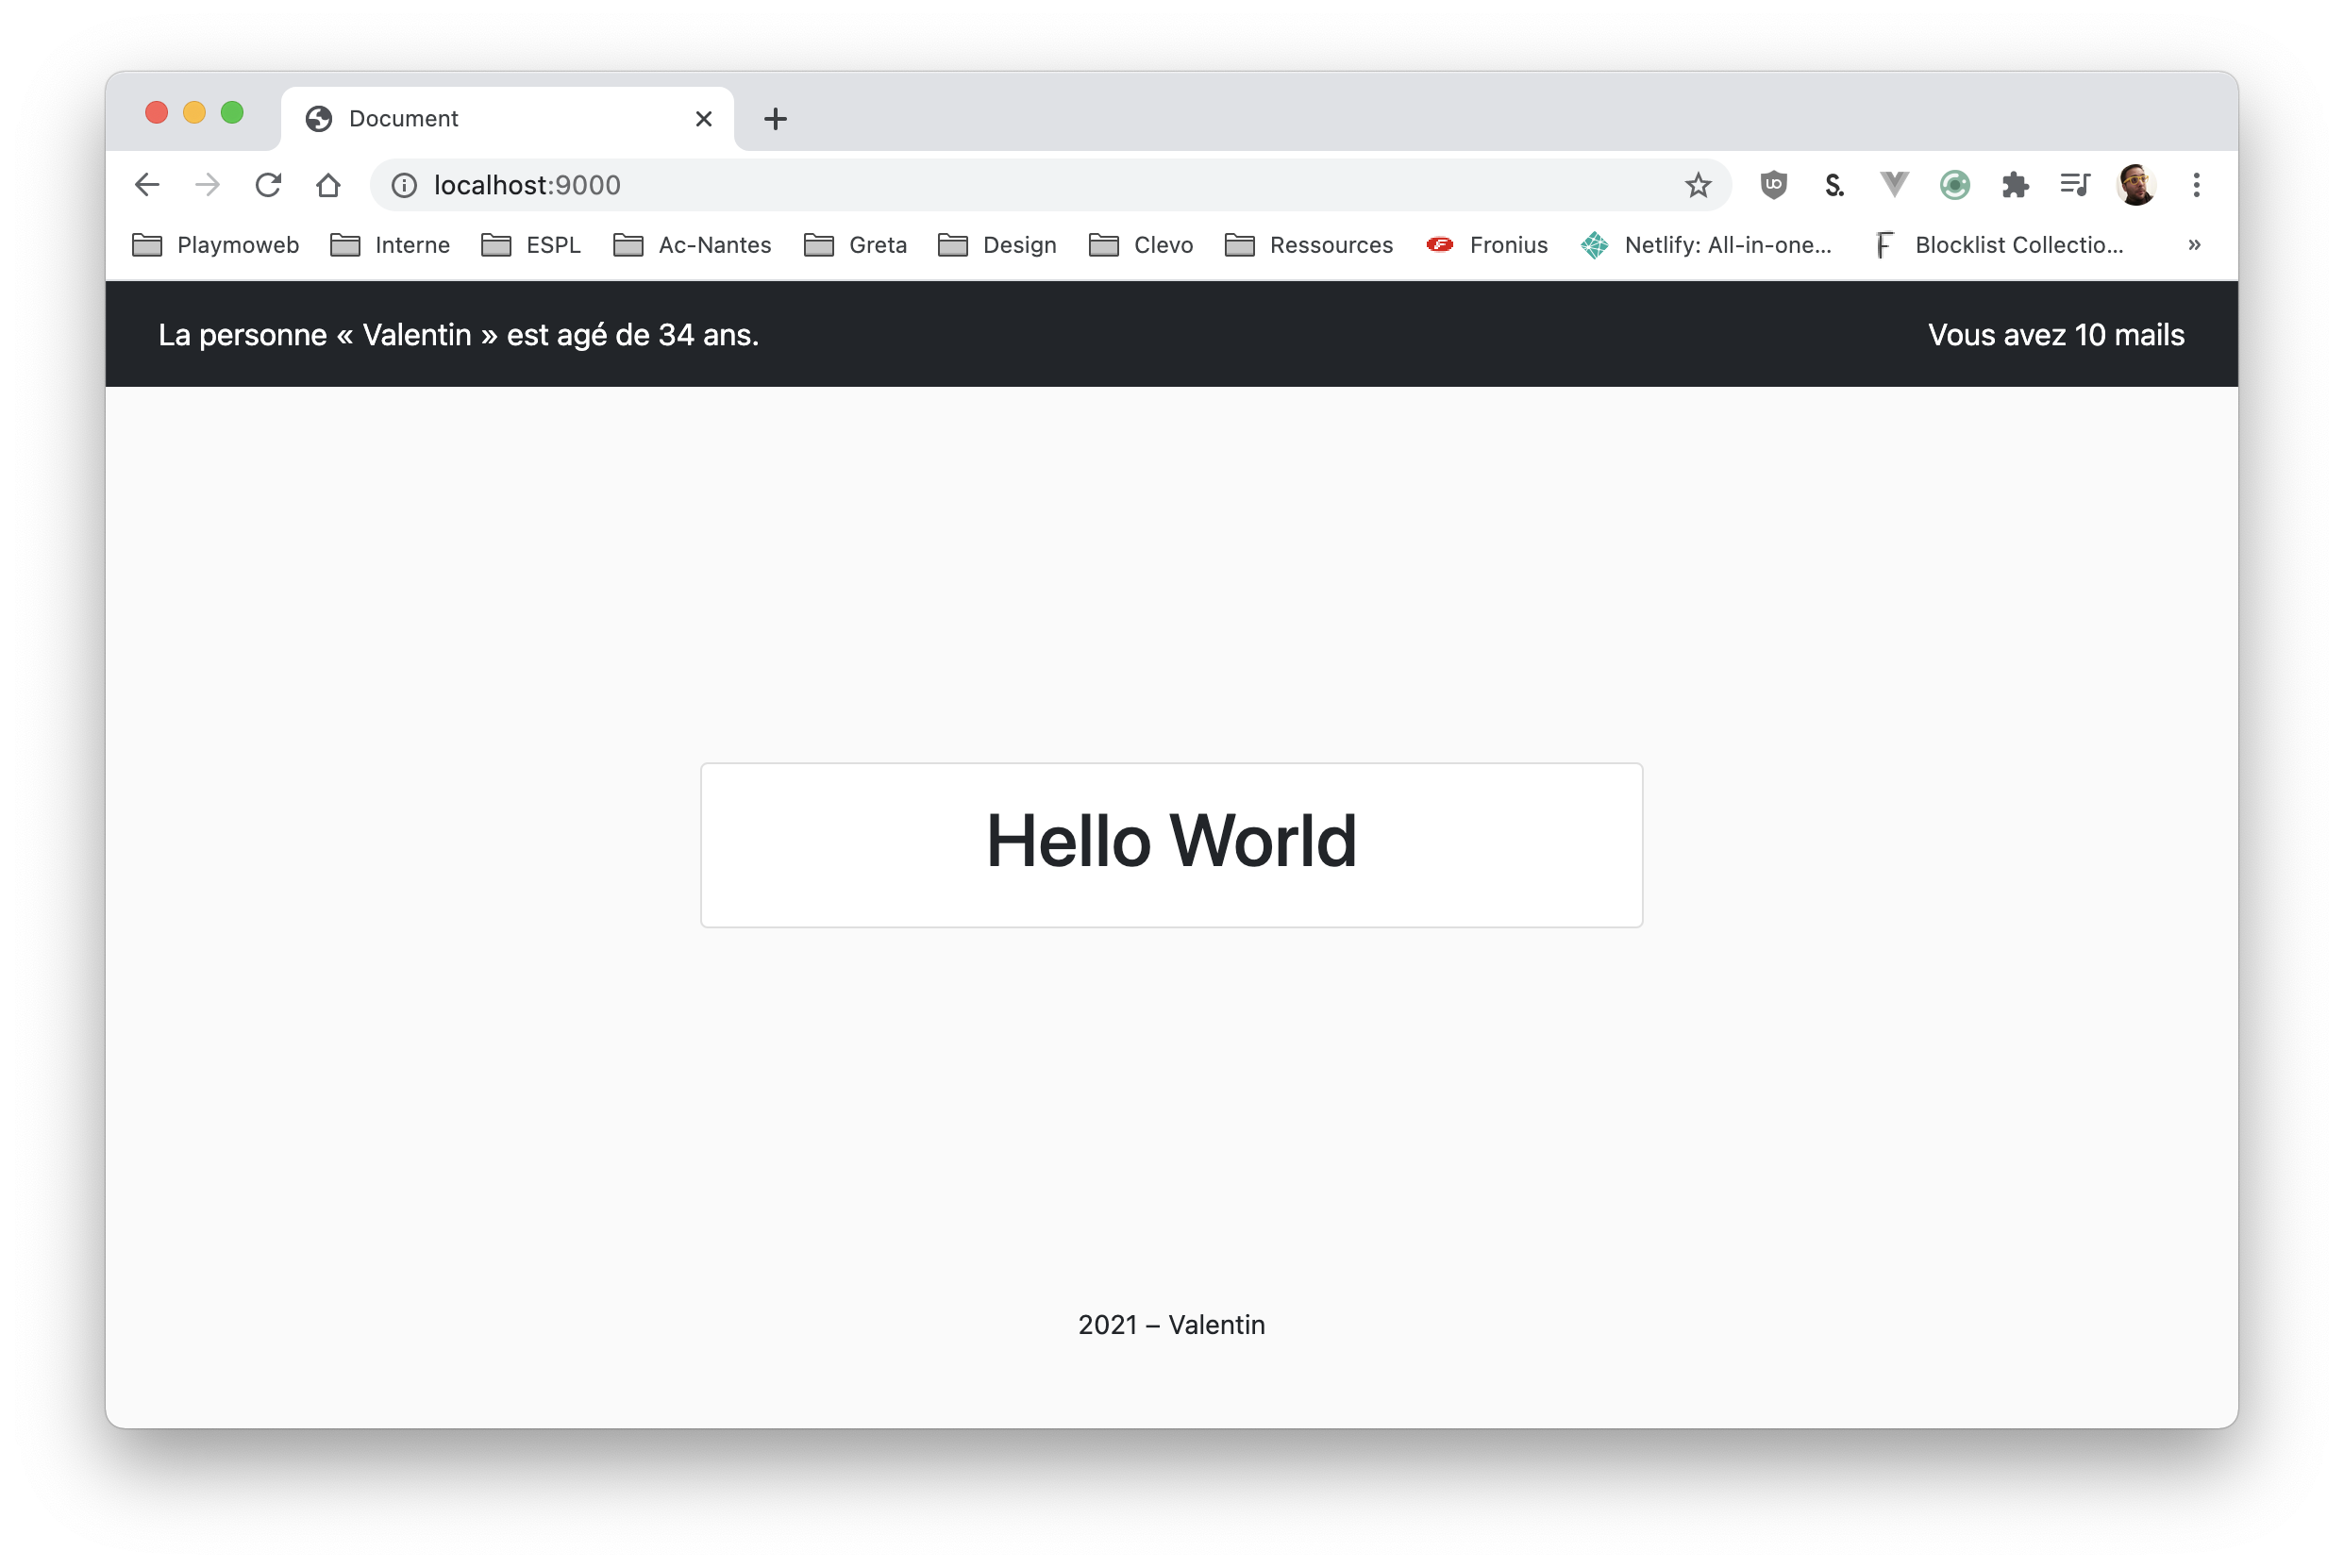 Document
localhost:9000
S.
Playmoweb Interne ESPL Ac-Nantes Greta Design Clevo Ressources Fronius Netlify: All-in-one... Blocklist Collectio... »
La personne « Valentin » est agé de 34 ans. Vous avez 10 mails
Hello World
2021 – Valentin